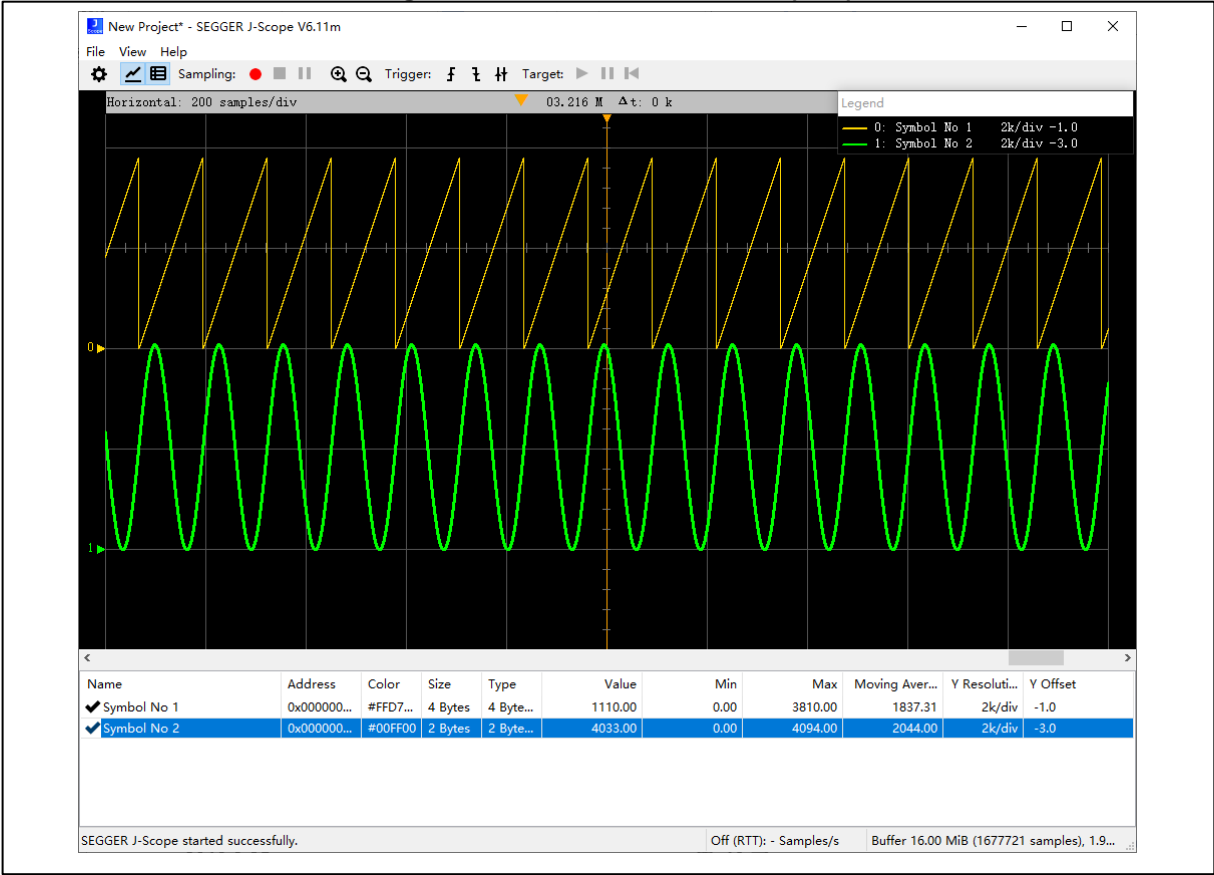 New Project* - SEGGER J-Scope V6.11m
File View Help
Sampling: Trigger: Target:
Horizontal: 200 samples/div 03.216 M Δt: 0 k
Legend
0: Symbol No 1 2k/div -1.0
1: Symbol No 2 2k/div -3.0
0
1
Name Address Color Size Type Value Min Max Moving Aver... Y Resoluti... Y Offset
Symbol No 1 0x000000... #FFD7... 4 Bytes 4 Byte... 1110.00 0.00 3810.00 1837.31 2k/div -1.0
Symbol No 2 0x000000... #00FF00 2 Bytes 2 Byte... 4033.00 0.00 4094.00 2044.00 2k/div -3.0
SEGGER J-Scope started successfully. Off (RTT): - Samples/s Buffer 16.00 MiB (1677721 samples), 1.9...